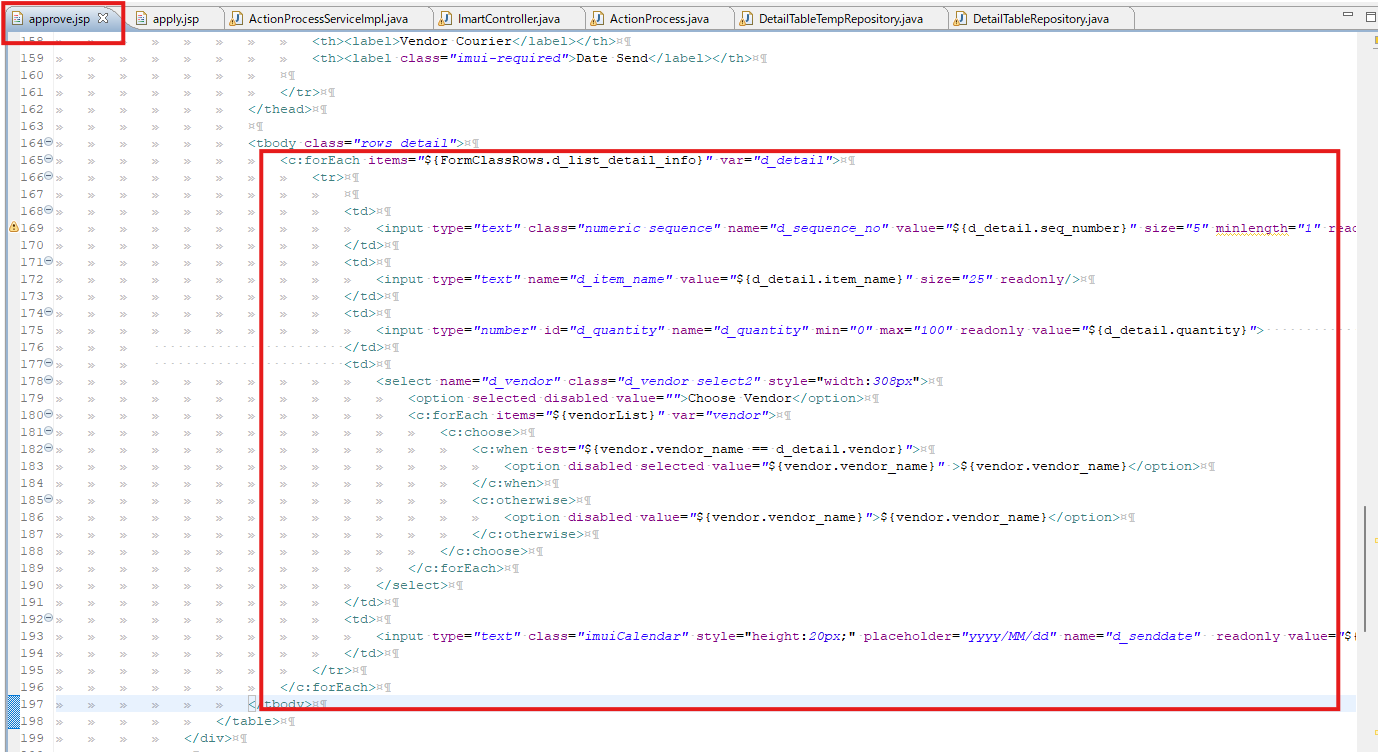 approve.jsp
apply.jsp
ActionProcessServiceImpl.java
ImartController.java
ActionProcess.java
DetailTableTempRepository.java
DetailTableRepository.java
158 <th><label>Vendor Courier</label></th>
159 <th><label class="imui-required">Date Send</label></th>
160
161 </tr>
162 </thead>
163
164 <tbody class="rows_detail">
165 <c:forEach items="${FormClassRows.d_list_detail_info}" var="d_detail">
166 <tr>
167
168 <td>
169 <input type="text" class="numeric sequence" name="d_sequence_no" value="${d_detail.seq_number}" size="5" minlength="1" read
170 </td>
171 <td>
172 <input type="text" name="d_item_name" value="${d_detail.item_name}" size="25" readonly/>
173 </td>
174 <td>
175 <input type="number" id="d_quantity" name="d_quantity" min="0" max="100" readonly value="${d_detail.quantity}">
176 </td>
177 <td>
178 <select name="d_vendor" class="d_vendor select2" style="width:308px">
179 <option selected disabled value="">Choose Vendor</option>
180 <c:forEach items="${vendorList}" var="vendor">
181 <c:choose>
182 <c:when test="${vendor.vendor_name == d_detail.vendor}">
183 <option disabled selected value="${vendor.vendor_name}" >${vendor.vendor_name}</option>
184 </c:when>
185 <c:otherwise>
186 <option disabled value="${vendor.vendor_name}">${vendor.vendor_name}</option>
187 </c:otherwise>
188 </c:choose>
189 </c:forEach>
190 </select>
191 </td>
192 <td>
193 <input type="text" class="imuiCalendar" style="height:20px;" placeholder="yyyy/MM/dd" name="d_senddate"  readonly value="${
194 </td>
195 </tr>
196 </c:forEach>
197 </tbody>
198 </table>
199 </div>